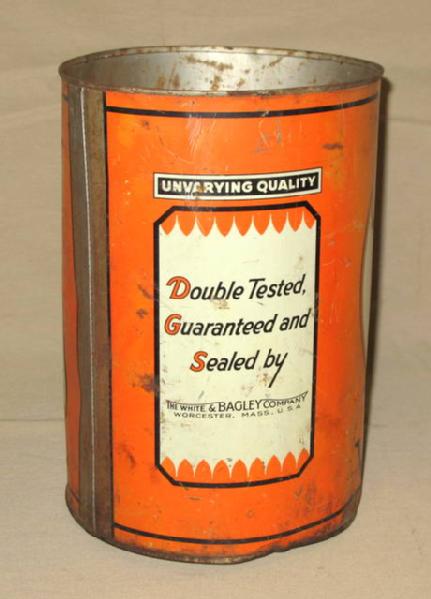 UNVARYING QUALITY
Double Tested,
Guaranteed and
Sealed by
THE WHITE & BAGLEY COMPANY
WORCESTER, MASS. U.S.A